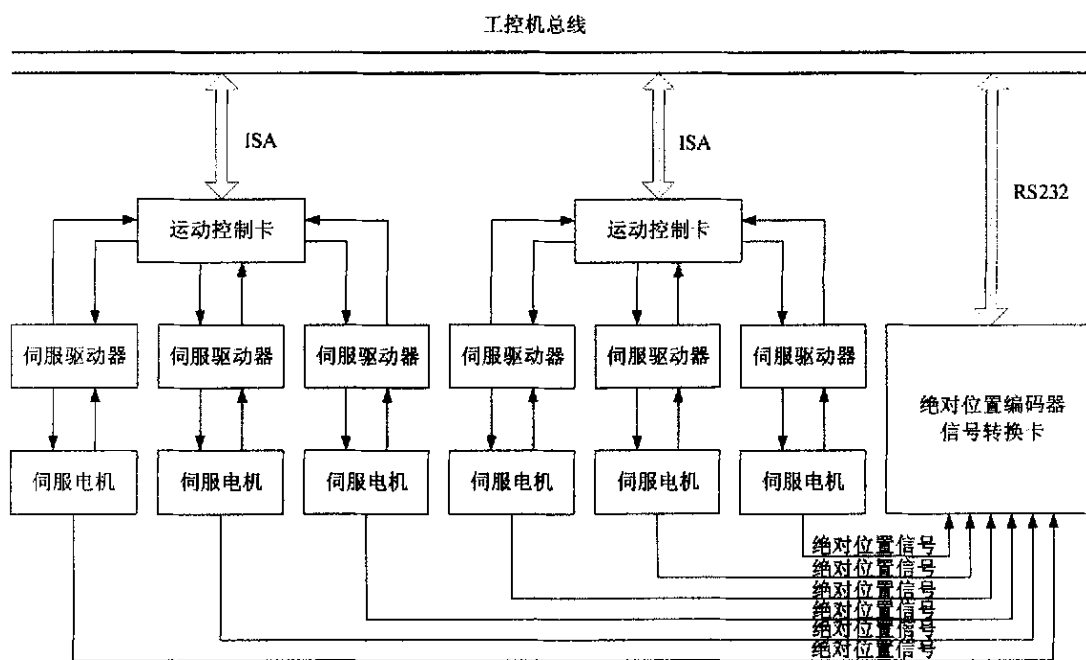 工控机总线
ISA
ISA
RS232
运动控制卡
运动控制卡
伺服驱动器
伺服驱动器
伺服驱动器
伺服驱动器
伺服驱动器
伺服驱动器
绝对位置编码器
信号转换卡
伺服电机
伺服电机
伺服电机
伺服电机
伺服电机
伺服电机
绝对位置信号
绝对位置信号
绝对位置信号
绝对位置信号
绝对位置信号
绝对位置信号